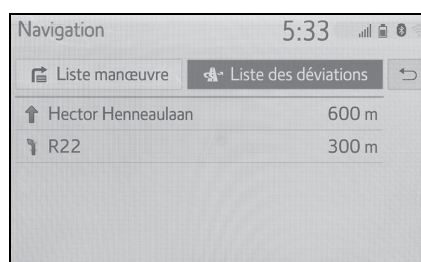 Navigation 5:33
Liste manœuvre Liste des déviations
Hector Henneaulaan 600 m
R22 300 m